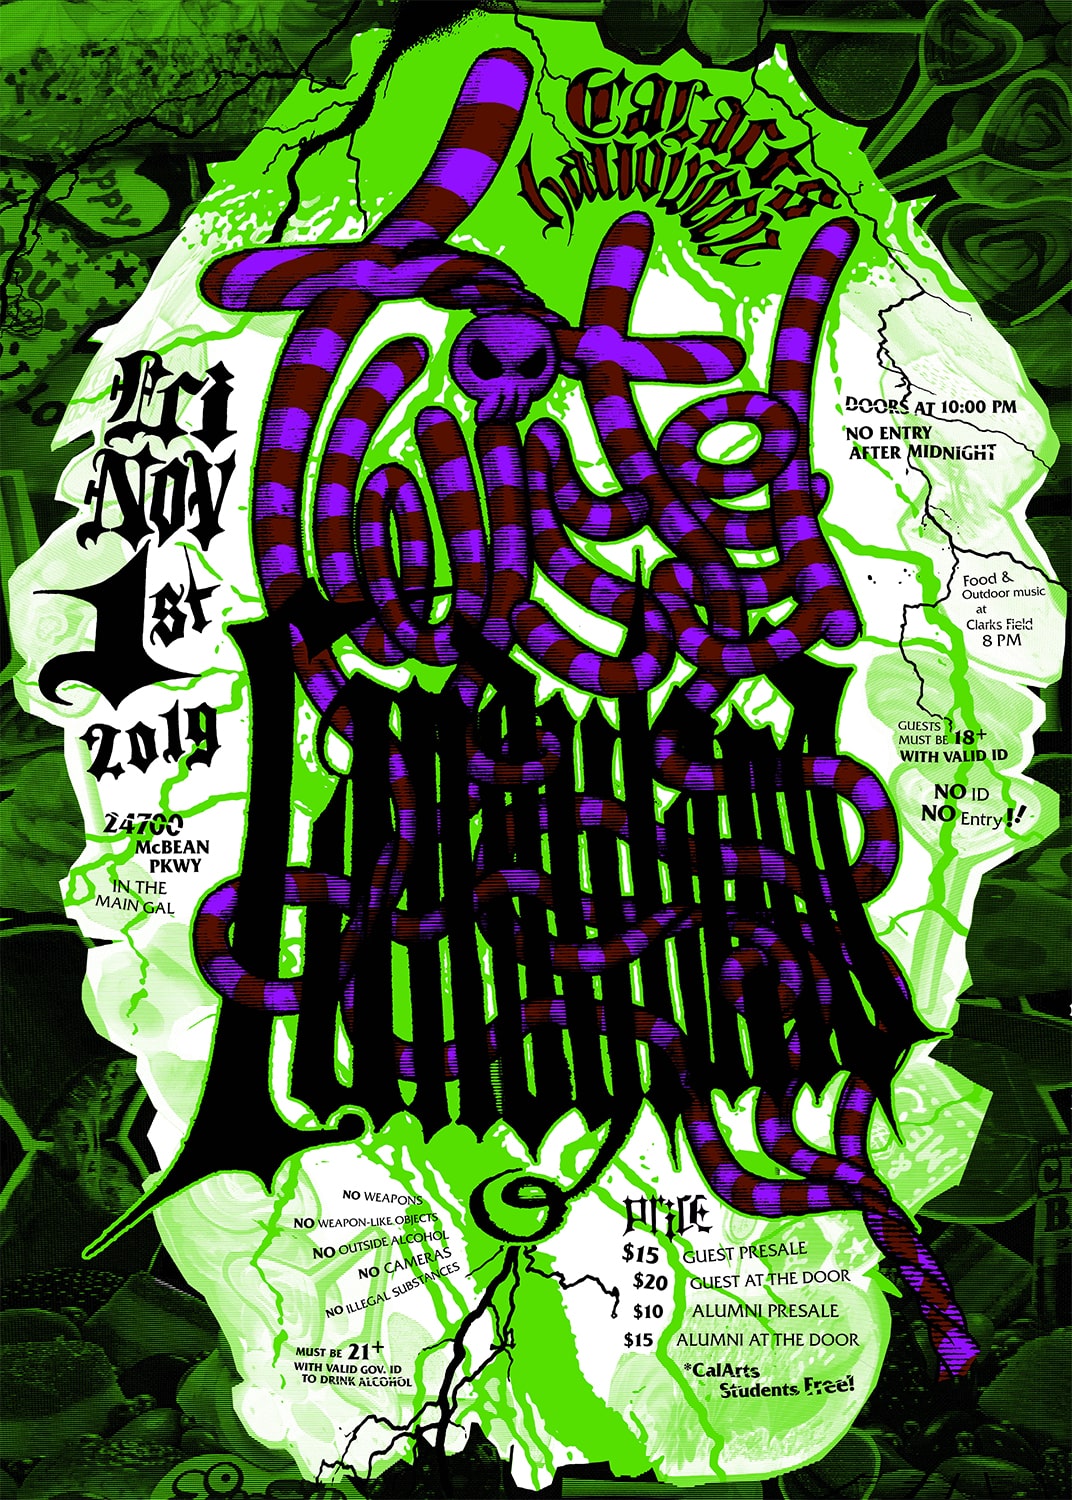 CalArts
halloween
Twisted
Fri
Nov
1st
2019
24700
McBEAN
PKWY
IN THE
MAIN GAL
DOORS AT 10:00 PM
NO ENTRY
AFTER MIDNIGHT
Food &
Outdoor music
at
Clarks Field
8 PM
GUESTS
MUST BE 18+
WITH VALID ID
NO ID
NO Entry!!
NO WEAPONS
NO WEAPON-LIKE OBJECTS
NO OUTSIDE ALCOHOL
NO CAMERAS
NO ILLEGAL SUBSTANCES
MUST BE 21+
WITH VALID GOV. ID
TO DRINK ALCOHOL
PRICE
$15 GUEST PRESALE
$20 GUEST AT THE DOOR
$10 ALUMNI PRESALE
$15 ALUMNI AT THE DOOR
*CalArts
Students Free!